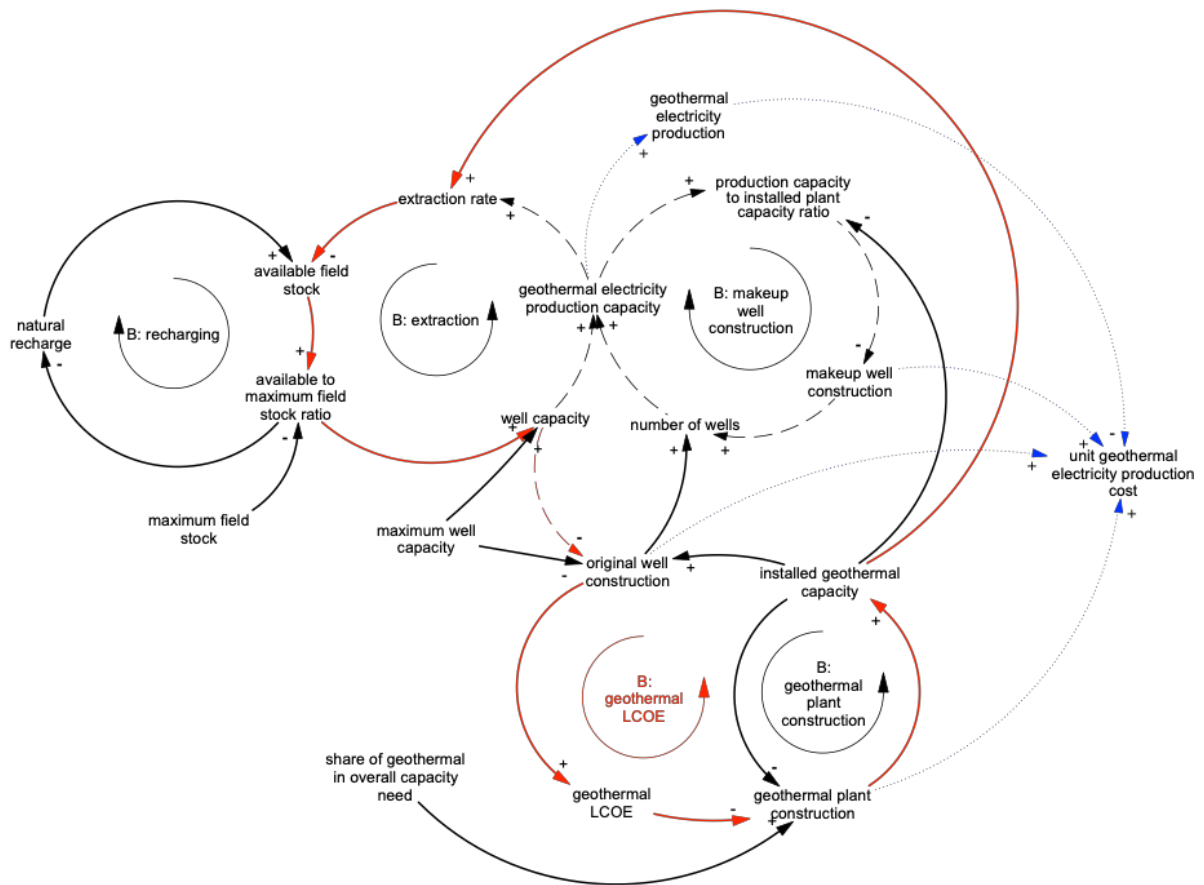 geothermal
electricity
production
+
+
+
production capacity
to installed plant
capacity ratio
-
extraction rate
+
+
-
available field
stock
geothermal electricity
production capacity
+
+
B: makeup
well
construction
natural
recharge
-
B: recharging
B: extraction
+
-
makeup well
construction
available to
maximum field
stock ratio
-
well capacity
+
+
number of wells
+
+
-
+
unit geothermal
electricity production
cost
+
+
maximum field
stock
maximum well
capacity
-
original well
construction
-
+
installed geothermal
capacity
+
B:
geothermal
LCOE
B:
geothermal
plant
construction
share of geothermal
in overall capacity
need
+
geothermal
LCOE
-
+
-
geothermal plant
construction